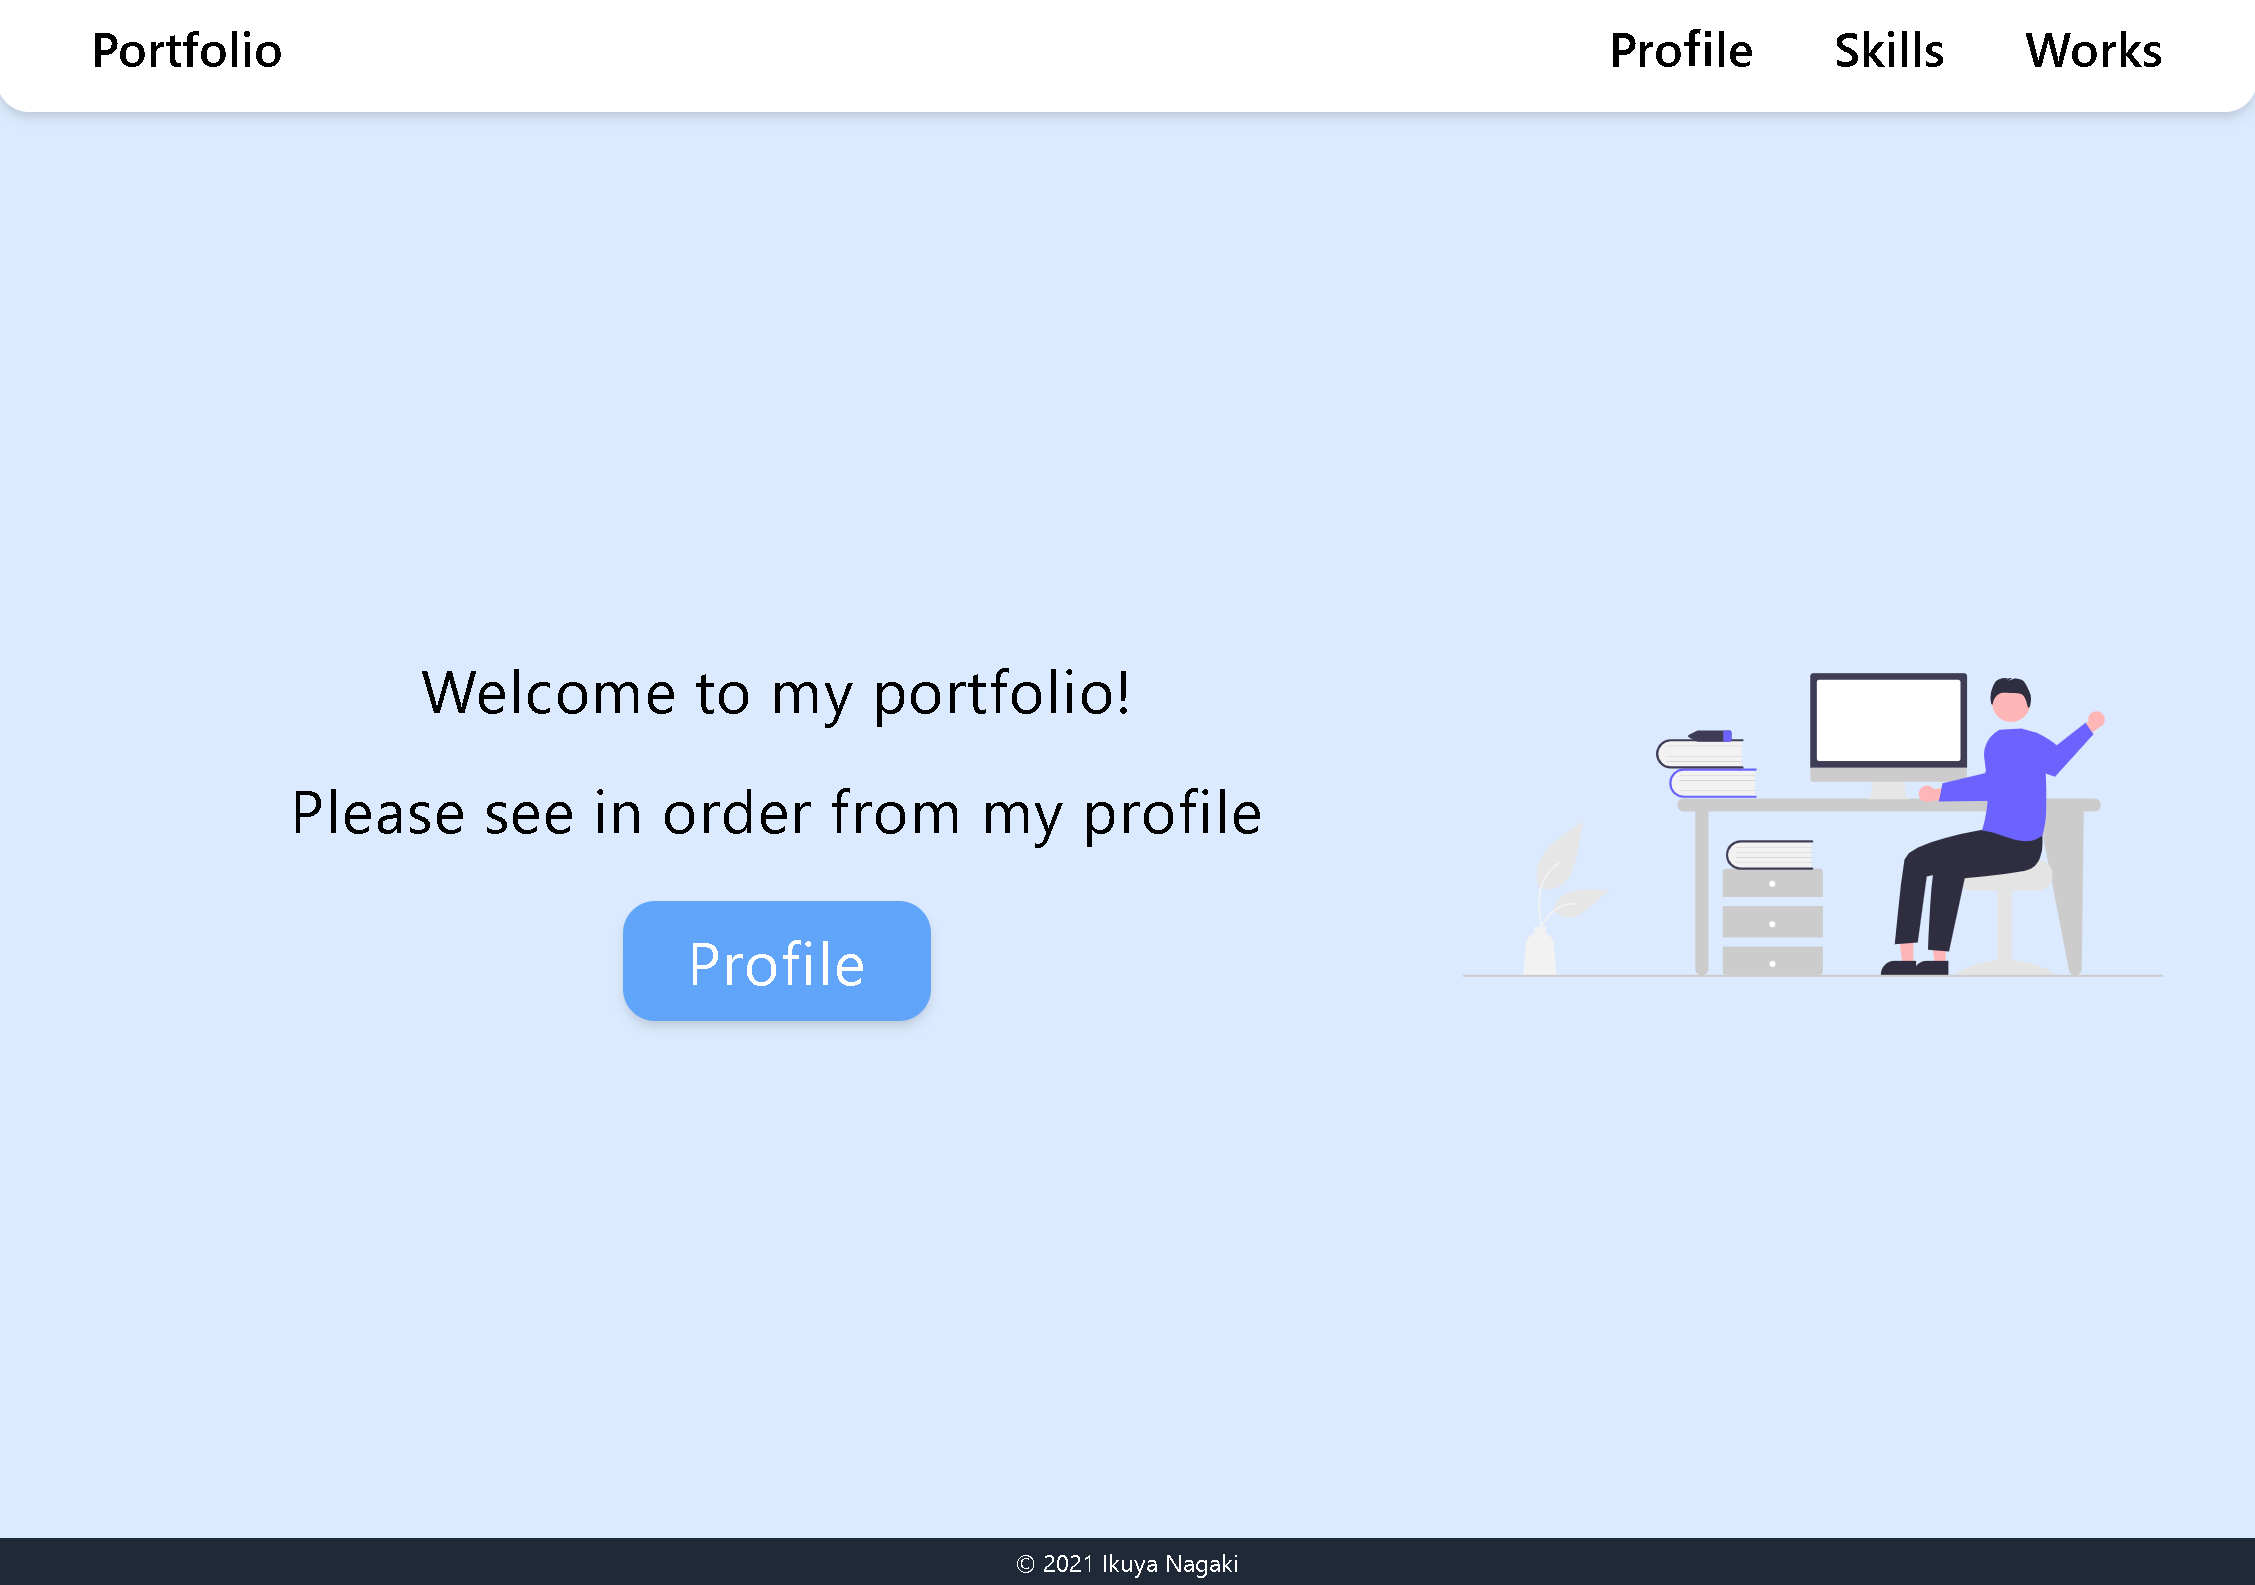 Portfolio
Profile Skills Works
Welcome to my portfolio!
Please see in order from my profile
Profile
© 2021 Ikuya Nagaki